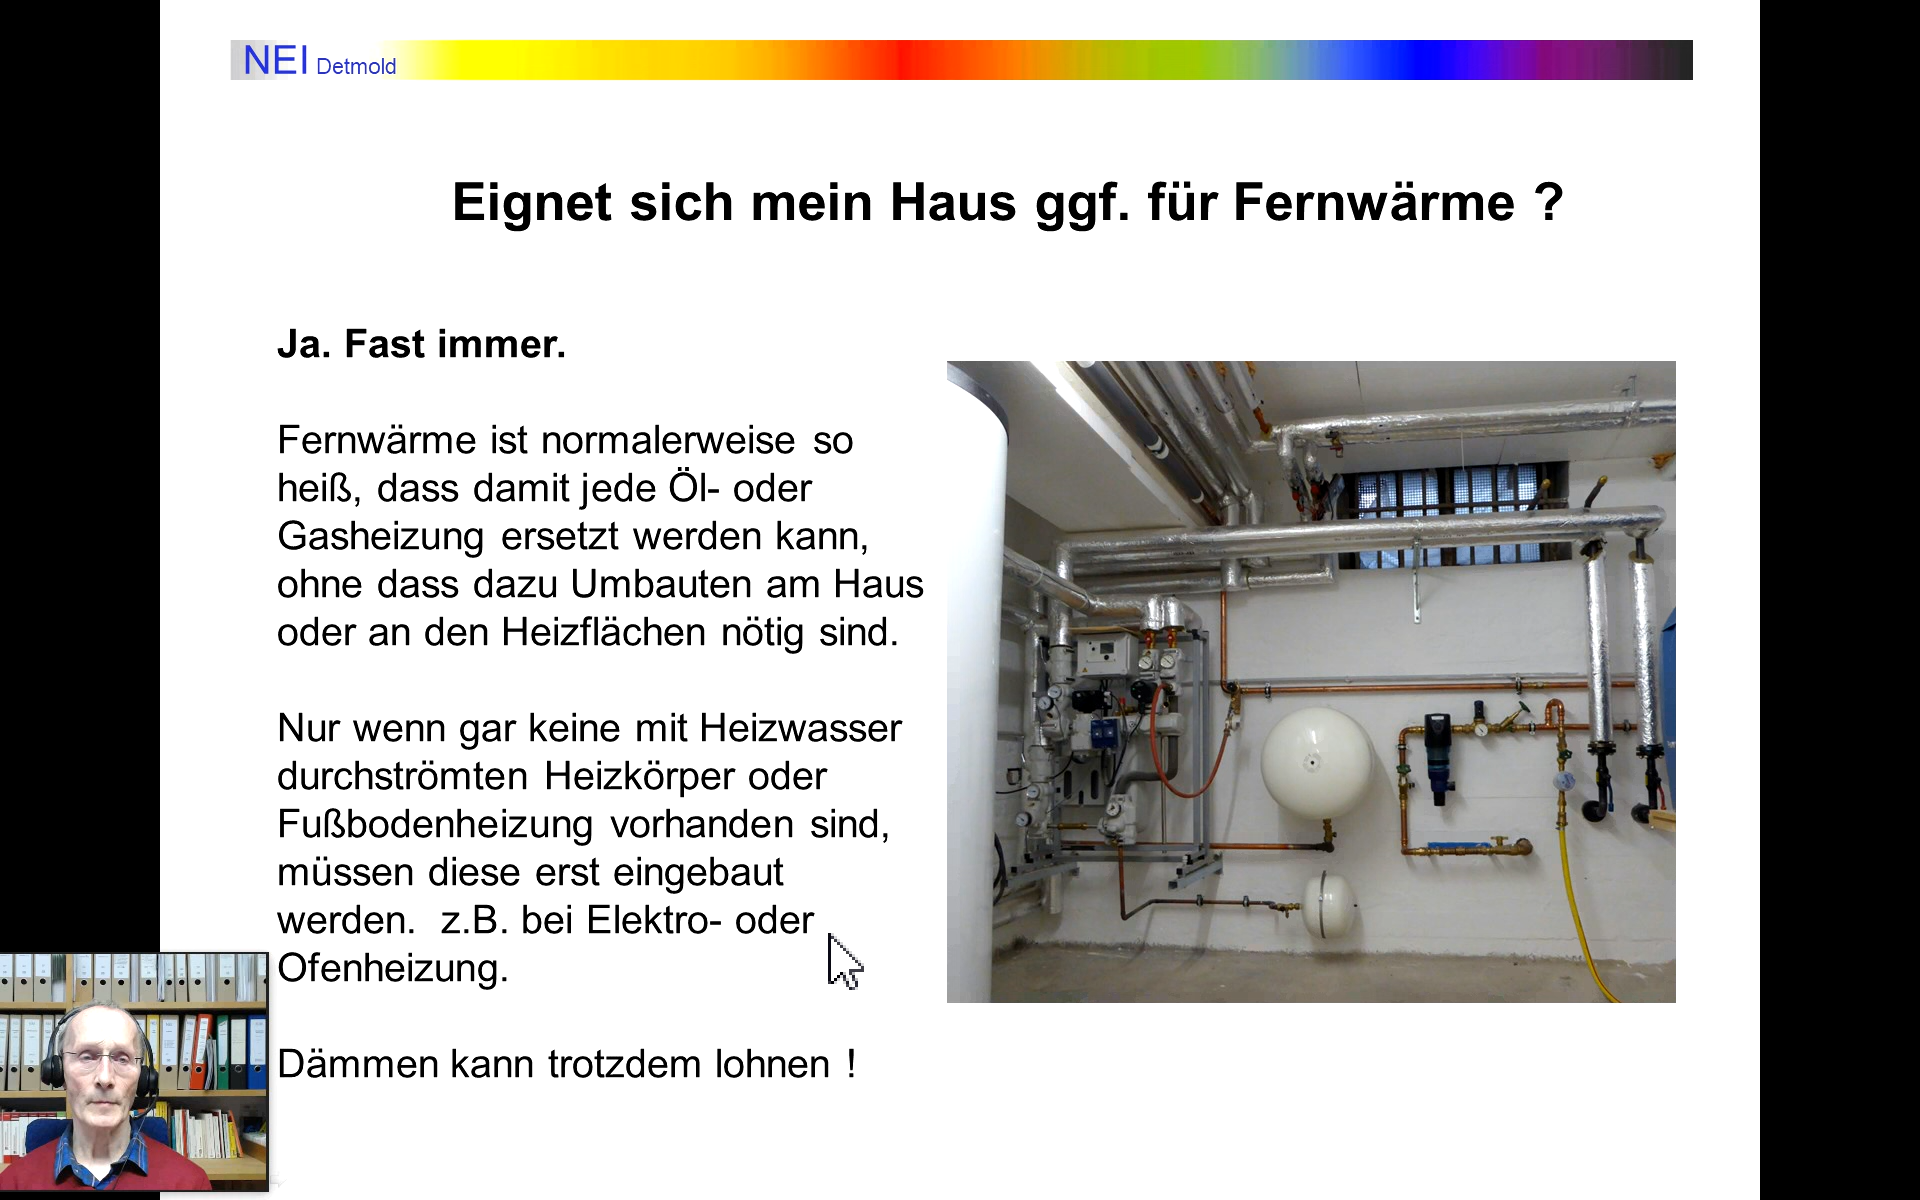 NEI Detmold
Eignet sich mein Haus ggf. für Fernwärme ?
Ja. Fast immer.
Fernwärme ist normalerweise so
heiß, dass damit jede Öl- oder
Gasheizung ersetzt werden kann,
ohne dass dazu Umbauten am Haus
oder an den Heizflächen nötig sind.
Nur wenn gar keine mit Heizwasser
durchströmten Heizkörper oder
Fußbodenheizung vorhanden sind,
müssen diese erst eingebaut
werden. z.B. bei Elektro- oder
Ofenheizung.
Dämmen kann trotzdem lohnen !